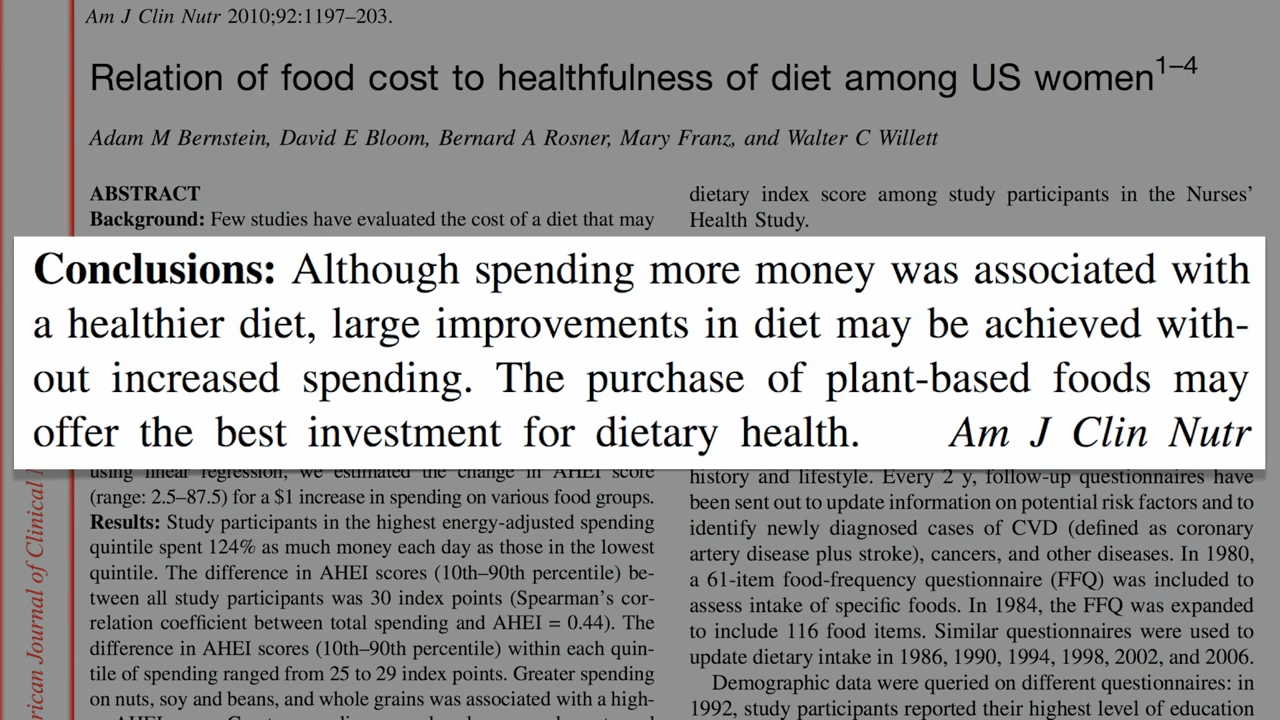 Am J Clin Nutr 2010;92:1197–203.
Relation of food cost to healthfulness of diet among US women1–4
Adam M Bernstein, David E Bloom, Bernard A Rosner, Mary Franz, and Walter C Willett
ABSTRACT
Background: Few studies have evaluated the cost of a diet that may
dietary index score among study participants in the Nurses’
Health Study.
Conclusions: Although spending more money was associated with
a healthier diet, large improvements in diet may be achieved with-
out increased spending. The purchase of plant-based foods may
offer the best investment for dietary health. Am J Clin Nutr
using linear regression, we estimated the change in AHEI score
(range: 2.5–87.5) for a $1 increase in spending on various food groups.
Results: Study participants in the highest energy-adjusted spending
quintile spent 124% as much money each day as those in the lowest
quintile. The difference in AHEI scores (10th–90th percentile) be-
tween all study participants was 30 index points (Spearman’s cor-
relation coefficient between total spending and AHEI = 0.44). The
difference in AHEI scores (10th–90th percentile) within each quin-
tile of spending ranged from 25 to 29 index points. Greater spending
on nuts, soy and beans, and whole grains was associated with a high-
history and lifestyle. Every 2 y, follow-up questionnaires have
been sent out to update information on potential risk factors and to
identify newly diagnosed cases of CVD (defined as coronary
artery disease plus stroke), cancers, and other diseases. In 1980,
a 61-item food-frequency questionnaire (FFQ) was included to
assess intake of specific foods. In 1984, the FFQ was expanded
to include 116 food items. Similar questionnaires were used to
update dietary intake in 1986, 1990, 1994, 1998, 2002, and 2006.
Demographic data were queried on different questionnaires: in
1992, study participants reported their highest level of education
rican Journal of Clinical